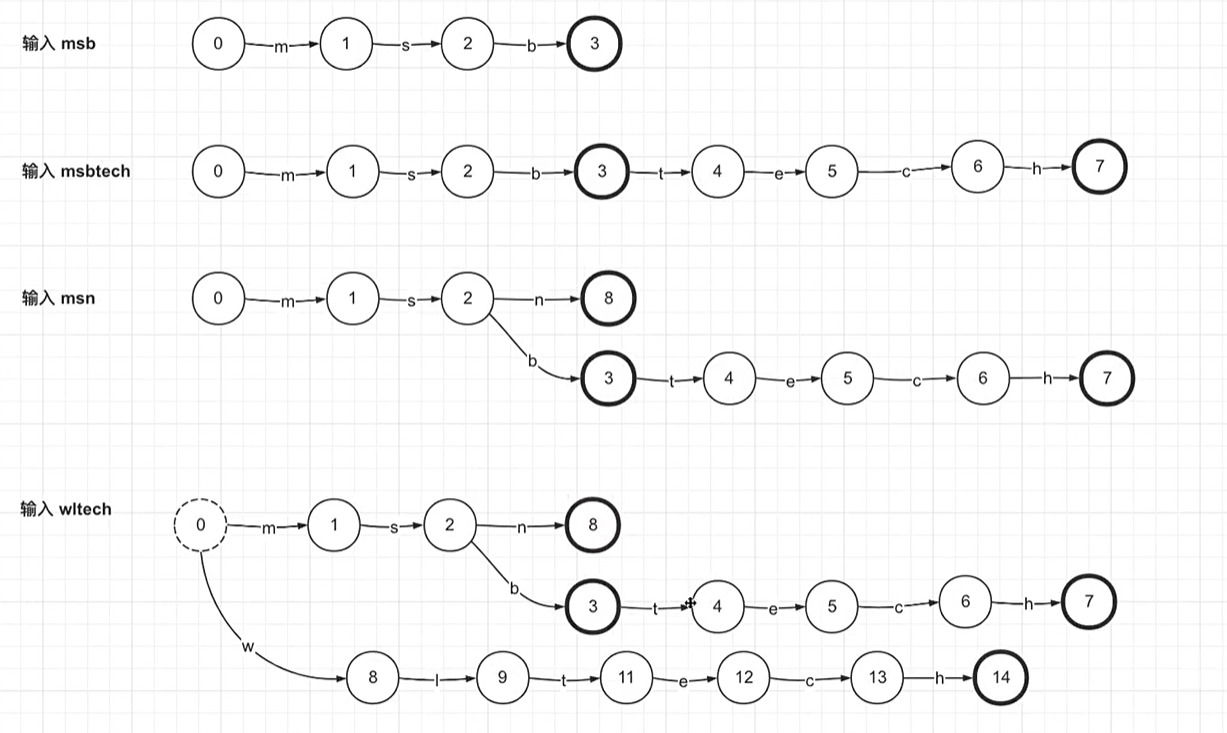 输入 msb 0 m 1 s 2 b 3
输入 msbtech 0 m 1 s 2 b 3 t 4 e 5 c 6 h 7
输入 msn 0 m 1 s 2 n 8
b 3 t 4 e 5 c 6 h 7
输入 wltech 0 m 1 s 2 n 8
b 3 t 4 e 5 c 6 h 7
w 8 l 9 t 11 e 12 c 13 h 14